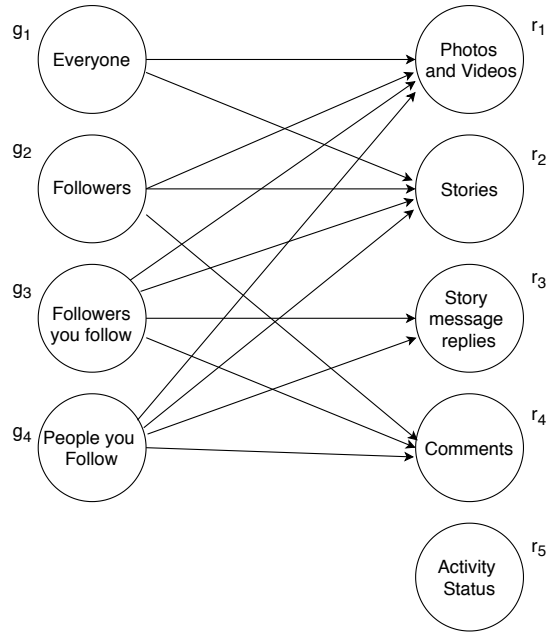 g1
Everyone
r1
Photos
and Videos
g2
Followers
r2
Stories
g3
Followers
you follow
r3
Story
message
replies
g4
People you
Follow
r4
Comments
r5
Activity
Status